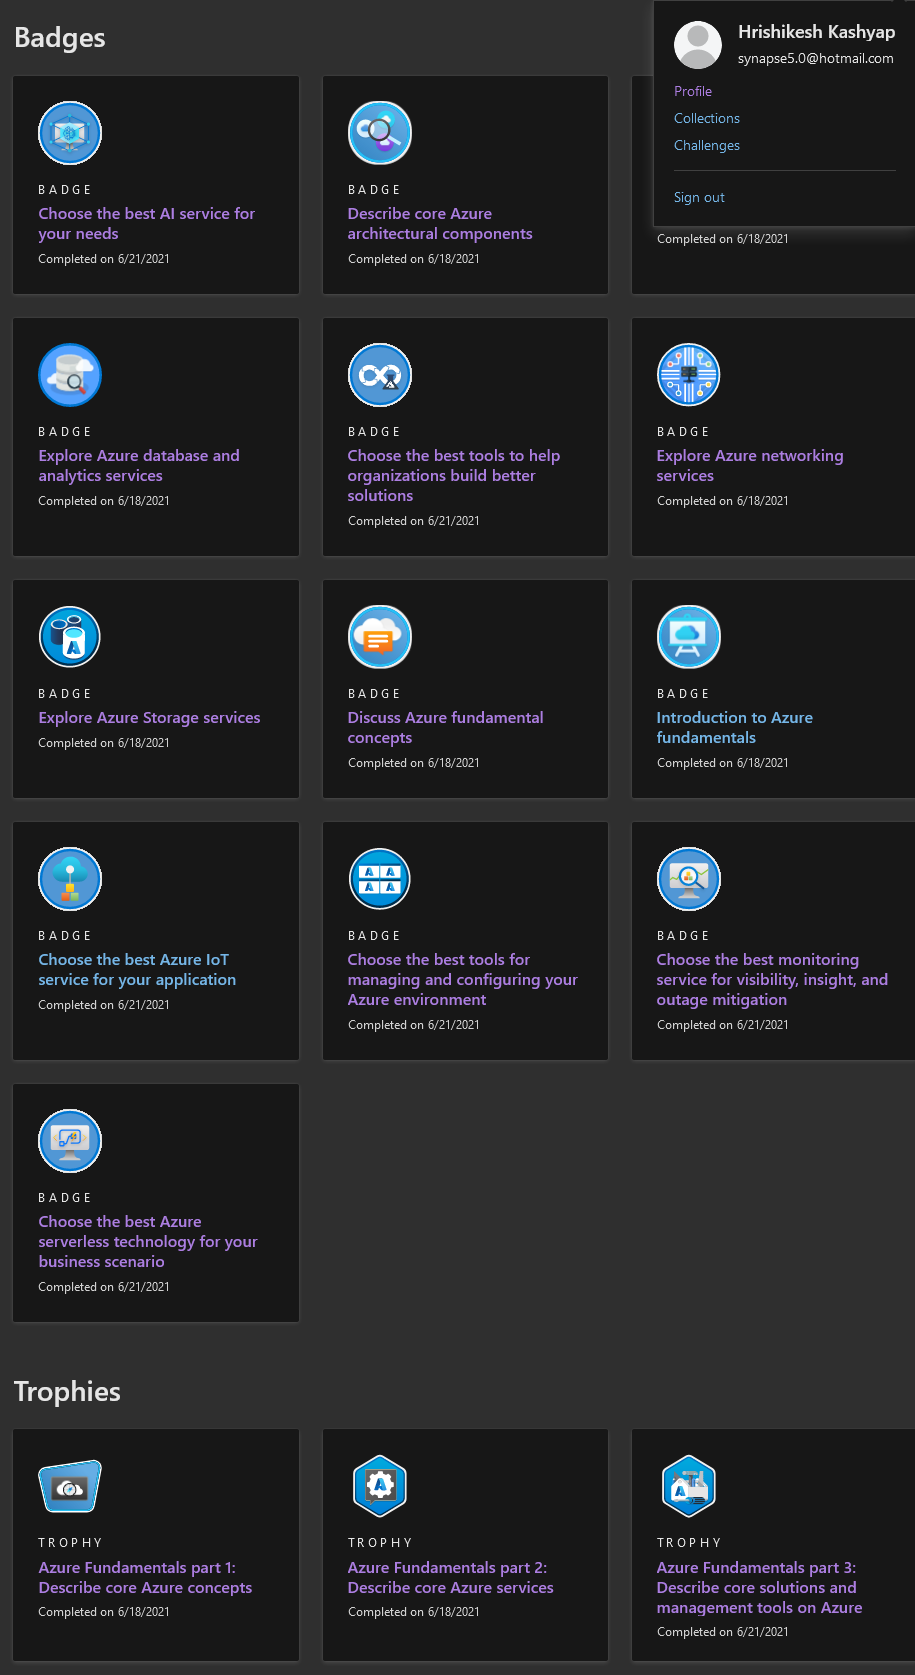 Badges
Hrishikesh Kashyap
synapse5.0@hotmail.com
Profile
Collections
Challenges
Sign out
BADGE
Choose the best AI service for
your needs
Completed on 6/21/2021
BADGE
Describe core Azure
architectural components
Completed on 6/18/2021
Completed on 6/18/2021
BADGE
Explore Azure database and
analytics services
Completed on 6/18/2021
BADGE
Choose the best tools to help
organizations build better
solutions
Completed on 6/21/2021
BADGE
Explore Azure networking
services
Completed on 6/18/2021
BADGE
Explore Azure Storage services
Completed on 6/18/2021
BADGE
Discuss Azure fundamental
concepts
Completed on 6/18/2021
BADGE
Introduction to Azure
fundamentals
Completed on 6/18/2021
BADGE
Choose the best Azure IoT
service for your application
Completed on 6/21/2021
BADGE
Choose the best tools for
managing and configuring your
Azure environment
Completed on 6/21/2021
BADGE
Choose the best monitoring
service for visibility, insight, and
outage mitigation
Completed on 6/21/2021
BADGE
Choose the best Azure
serverless technology for your
business scenario
Completed on 6/21/2021
Trophies
TROPHY
Azure Fundamentals part 1:
Describe core Azure concepts
Completed on 6/18/2021
TROPHY
Azure Fundamentals part 2:
Describe core Azure services
Completed on 6/18/2021
TROPHY
Azure Fundamentals part 3:
Describe core solutions and
management tools on Azure
Completed on 6/21/2021